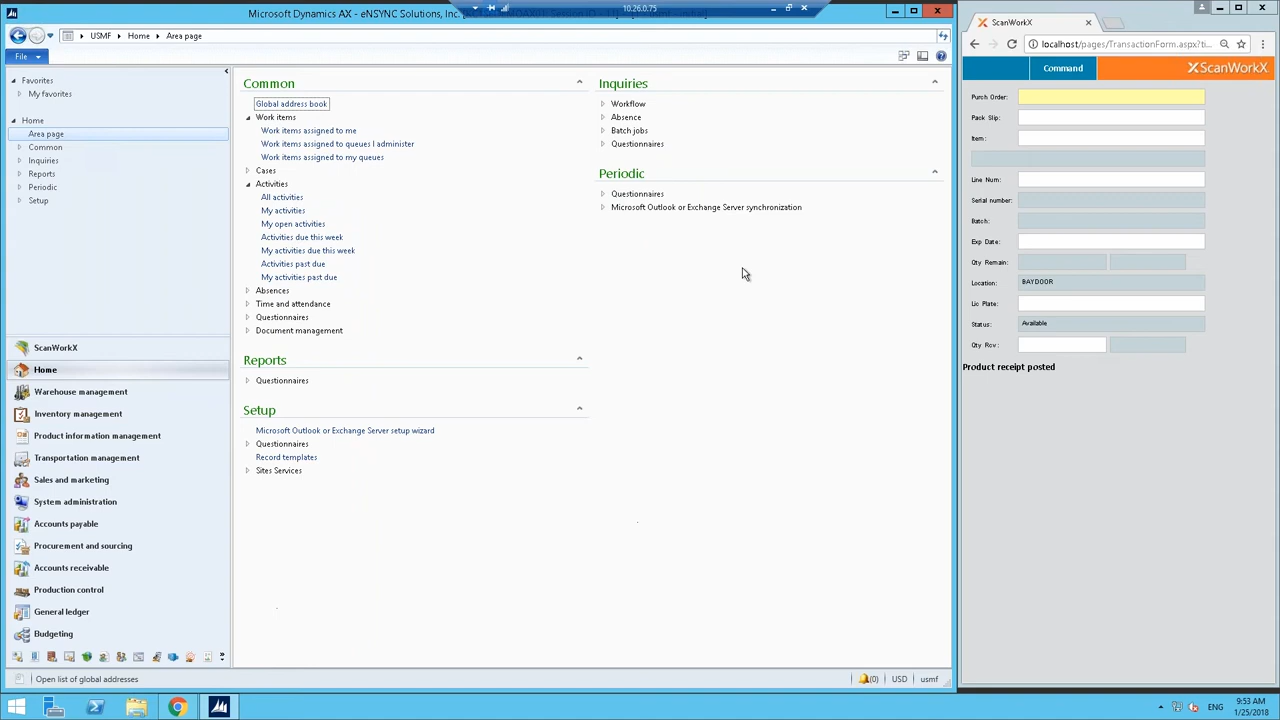 Microsoft Dynamics AX - eNSYNC Solutions, Inc.
10.26.0.75
USMF
Home
Area page
File
Favorites
My favorites
Home
Area page
Common
Inquiries
Reports
Periodic
Setup
ScanWorkX
Home
Warehouse management
Inventory management
Product information management
Transportation management
Sales and marketing
System administration
Accounts payable
Procurement and sourcing
Accounts receivable
Production control
General ledger
Budgeting
Common
Global address book
Work items
Work items assigned to me
Work items assigned to queues I administer
Work items assigned to my queues
Cases
Activities
All activities
My activities
My open activities
Activities due this week
My activities due this week
Activities past due
My activities past due
Absences
Time and attendance
Questionnaires
Document management
Reports
Questionnaires
Setup
Microsoft Outlook or Exchange Server setup wizard
Questionnaires
Record templates
Sites Services
Inquiries
Workflow
Absence
Batch jobs
Questionnaires
Periodic
Questionnaires
Microsoft Outlook or Exchange Server synchronization
Open list of global addresses
(0)
USD
usmf
ScanWorkX
localhost/pages/TransactionForm.aspx?ti...
Command
ScanWorkX
Purch Order:
Pack Slip:
Item:
Line Num:
Serial number:
Batch:
Exp Date:
Qty Remain:
Location: BAYDOOR
Lic Plate:
Status: Available
Qty Rcv:
Product receipt posted
ENG
9:53 AM
1/25/2018